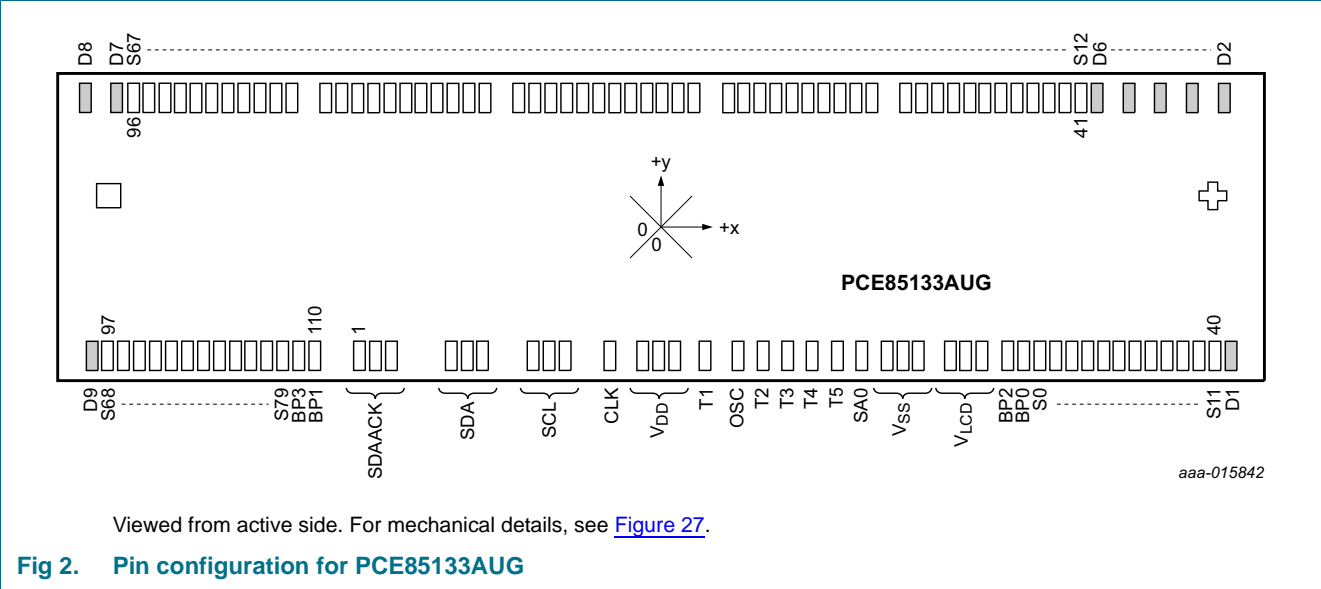 D8 D7 S67 S12 D6 D2
96 41
+y
0 +x
0
PCE85133AUG
97 110 1 40
D9 S68 S79 BP3 BP1 SDAACK SDA SCL CLK VDD T1 OSC T2 T3 T4 T5 SA0 VSS VLCD BP2 BP0 S0 S11 D1
aaa-015842
Viewed from active side. For mechanical details, see Figure 27.
Fig 2. Pin configuration for PCE85133AUG